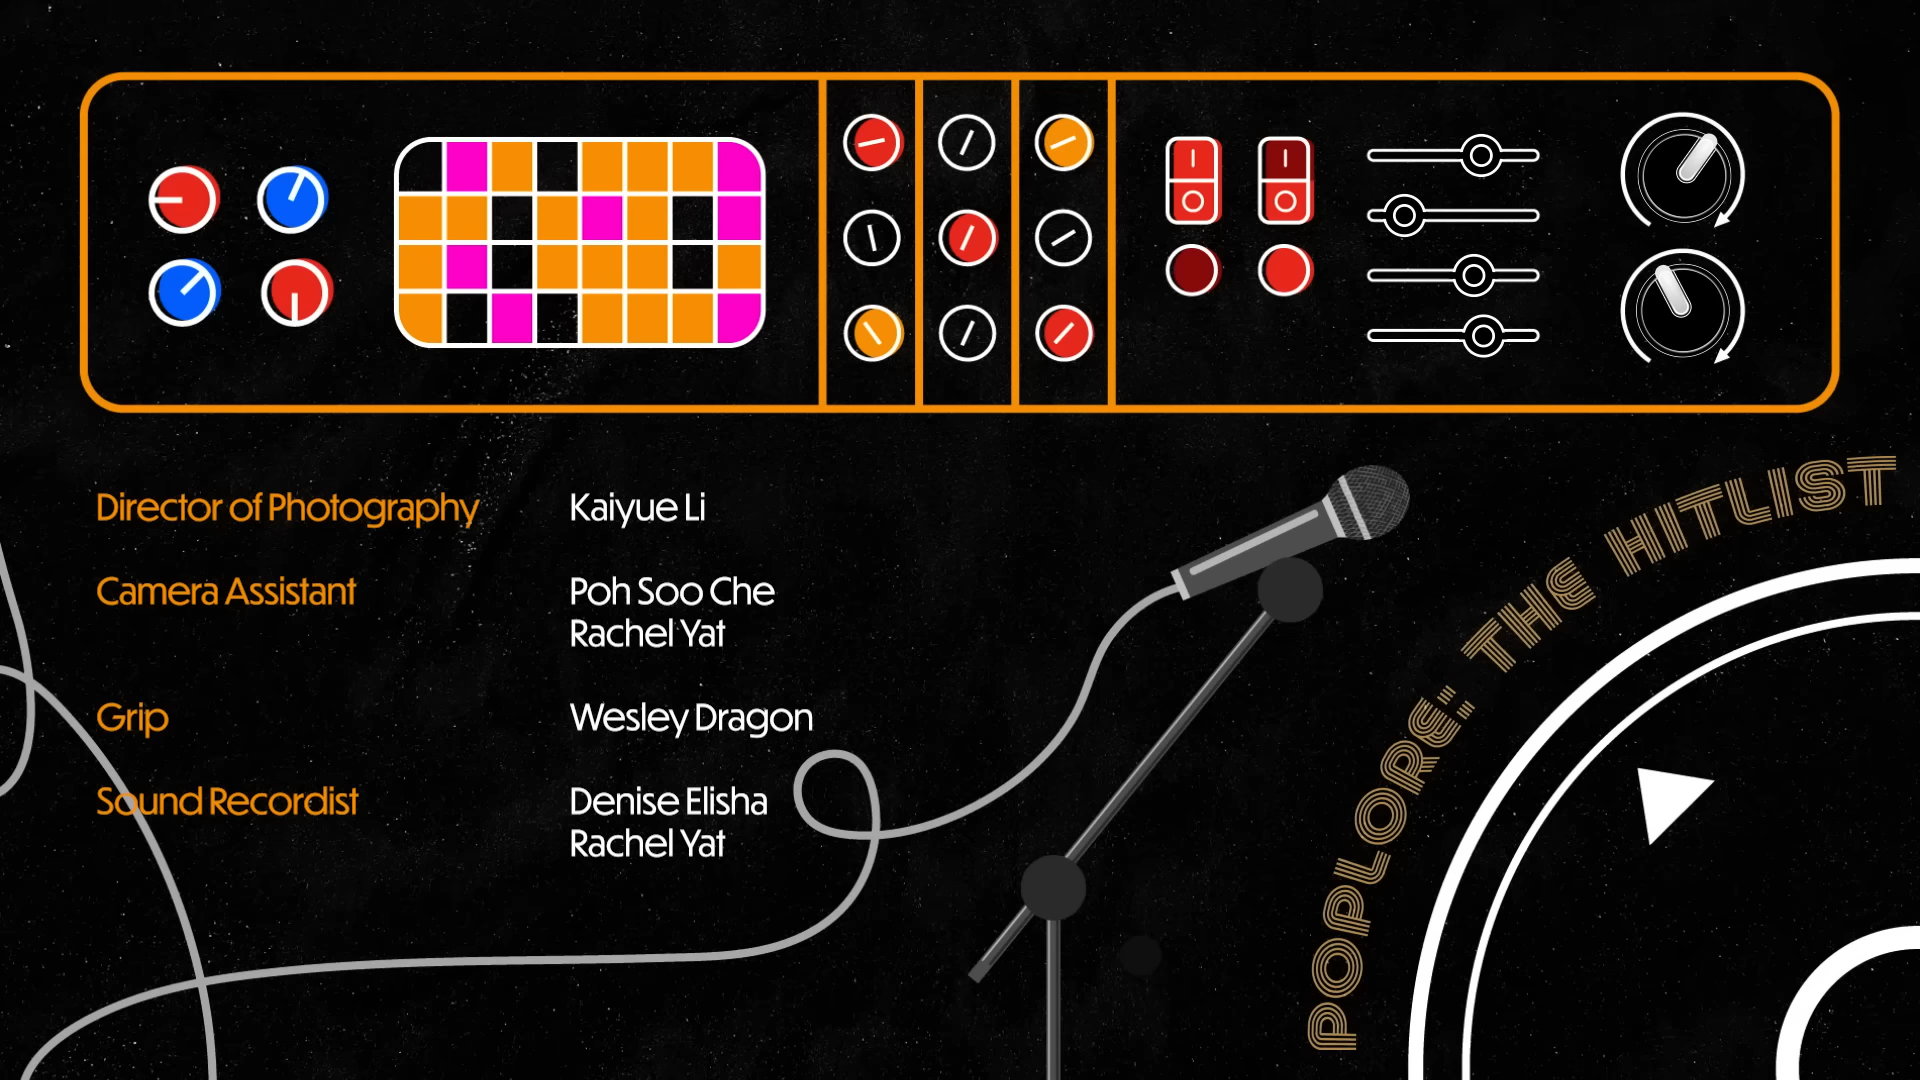 Director of Photography Kaiyue Li
Camera Assistant Poh Soo Che
Rachel Yat
Grip Wesley Dragon
Sound Recordist Denise Elisha
Rachel Yat
POPLORE: THE HITLIST